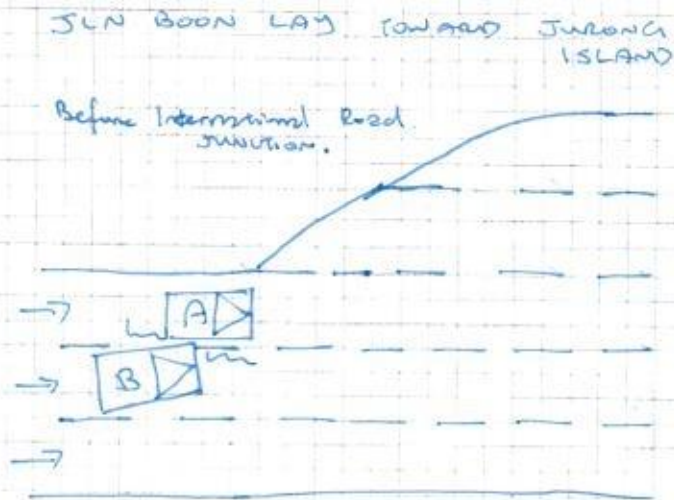 JLN BOON LAY TOWARD JURONG
ISLAND
Before International Road
JUNCTION.
A
B